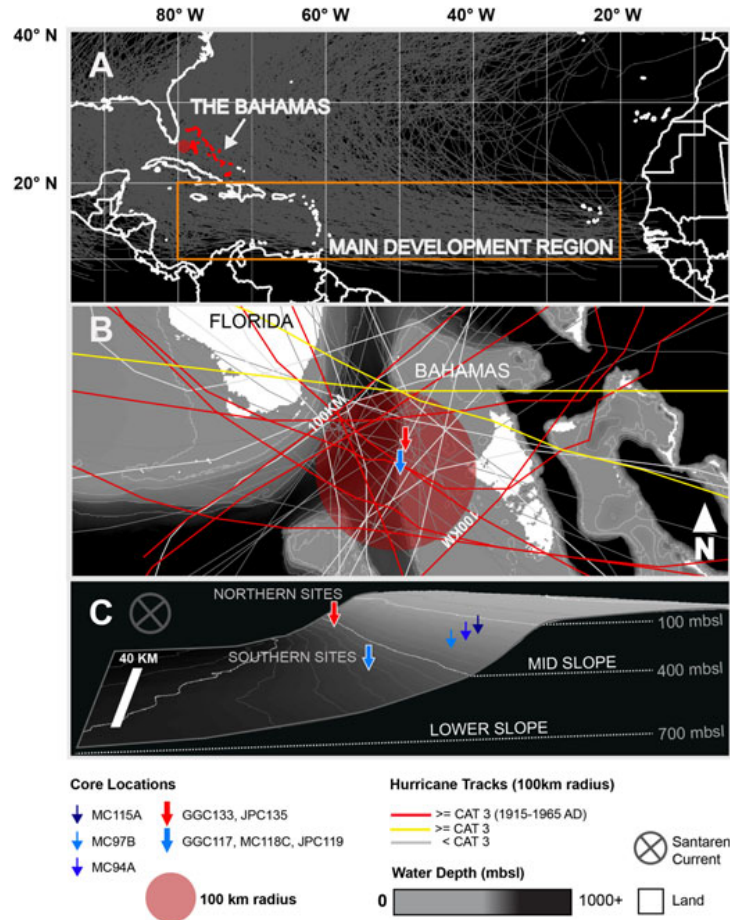 80° W 60° W 40° W 20° W
40° N
A
THE BAHAMAS
20° N
MAIN DEVELOPMENT REGION
B
FLORIDA
BAHAMAS
100KM
100KM
N
C
NORTHERN SITES
100 mbsl
SOUTHERN SITES
40 KM
MID SLOPE
400 mbsl
LOWER SLOPE
700 mbsl
Core Locations
MC115A
MC97B
MC94A
GGC133, JPC135
GGC117, MC118C, JPC119
100 km radius
Hurricane Tracks (100km radius)
>= CAT 3 (1915-1965 AD)
>= CAT 3
< CAT 3
Santaren
Current
Water Depth (mbsl)
0 1000+
Land